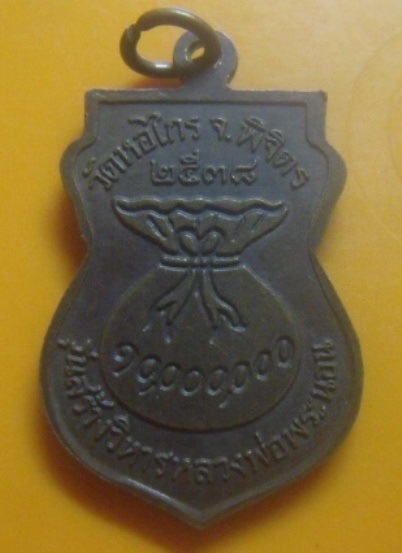 วัดหอไกร จ.พิจิตร
๒๕๓๘
๑๐,๐๐๐,๐๐๐
รุ่นสร้างวิหารหลวงพ่อพระนอน